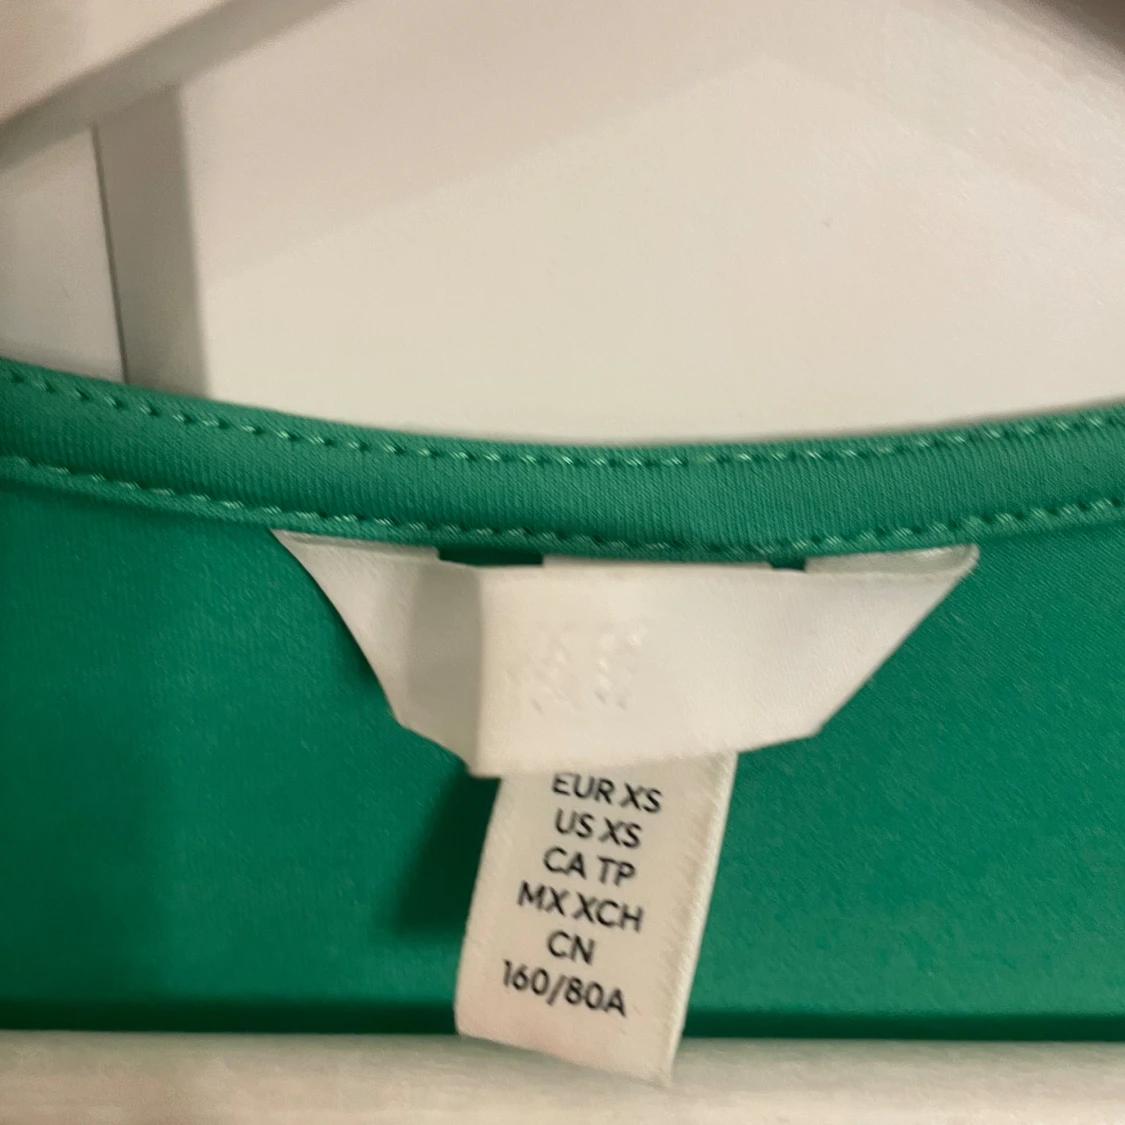 EUR XS
US XS
CA TP
MX XCH
CN
160/80A